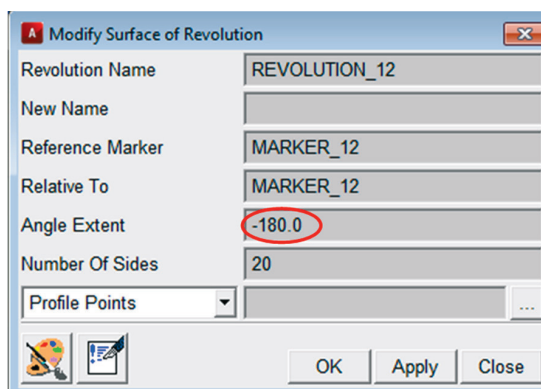 Modify Surface of Revolution
Revolution Name REVOLUTION_12
New Name
Reference Marker MARKER_12
Relative To MARKER_12
Angle Extent -180.0
Number Of Sides 20
Profile Points ...
OK Apply Close